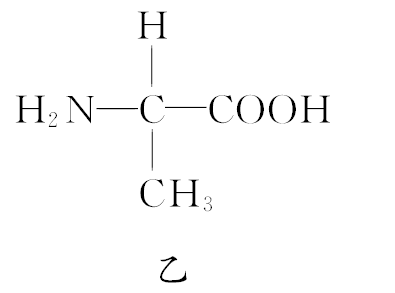 H
H₂N—C—COOH
CH₃
乙